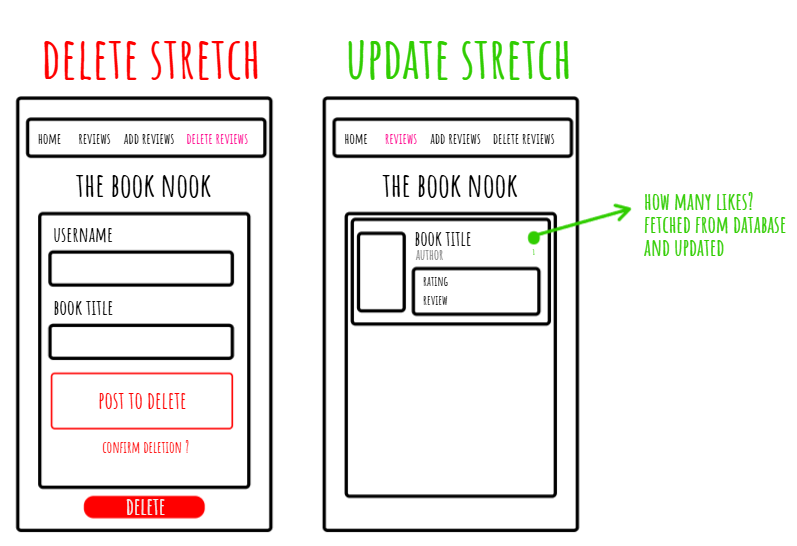 DELETE STRETCH
HOME REVIEWS ADD REVIEWS DELETE REVIEWS
THE BOOK NOOK
USERNAME
BOOK TITLE
POST TO DELETE
CONFIRM DELETION ?
DELETE
UPDATE STRETCH
HOME REVIEWS ADD REVIEWS DELETE REVIEWS
THE BOOK NOOK
BOOK TITLE
AUTHOR
1
RATING
REVIEW
HOW MANY LIKES?
FETCHED FROM DATABASE
AND UPDATED